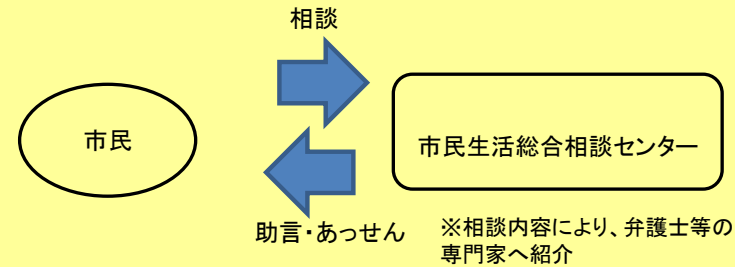 相談
市民
市民生活総合相談センター
助言・あっせん
※相談内容により、弁護士等の
専門家へ紹介